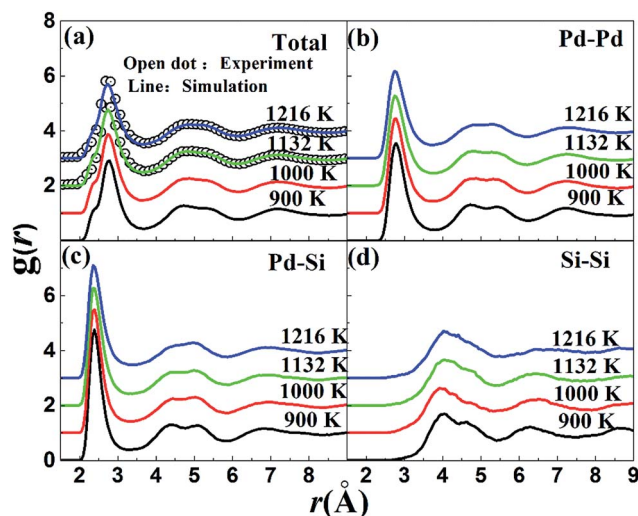 8
(a) Total
Open dot : Experiment
Line: Simulation
1216 K
1132 K
1000 K
900 K
6
4
2
(b) Pd-Pd
1216 K
1132 K
1000 K
900 K
g(r)
(c) Pd-Si
1216 K
1132 K
1000 K
900 K
6
4
2
0
2 3 4 5 6 7 8
(d) Si-Si
1216 K
1132 K
1000 K
900 K
2 3 4 5 6 7 8 9
r(Å)